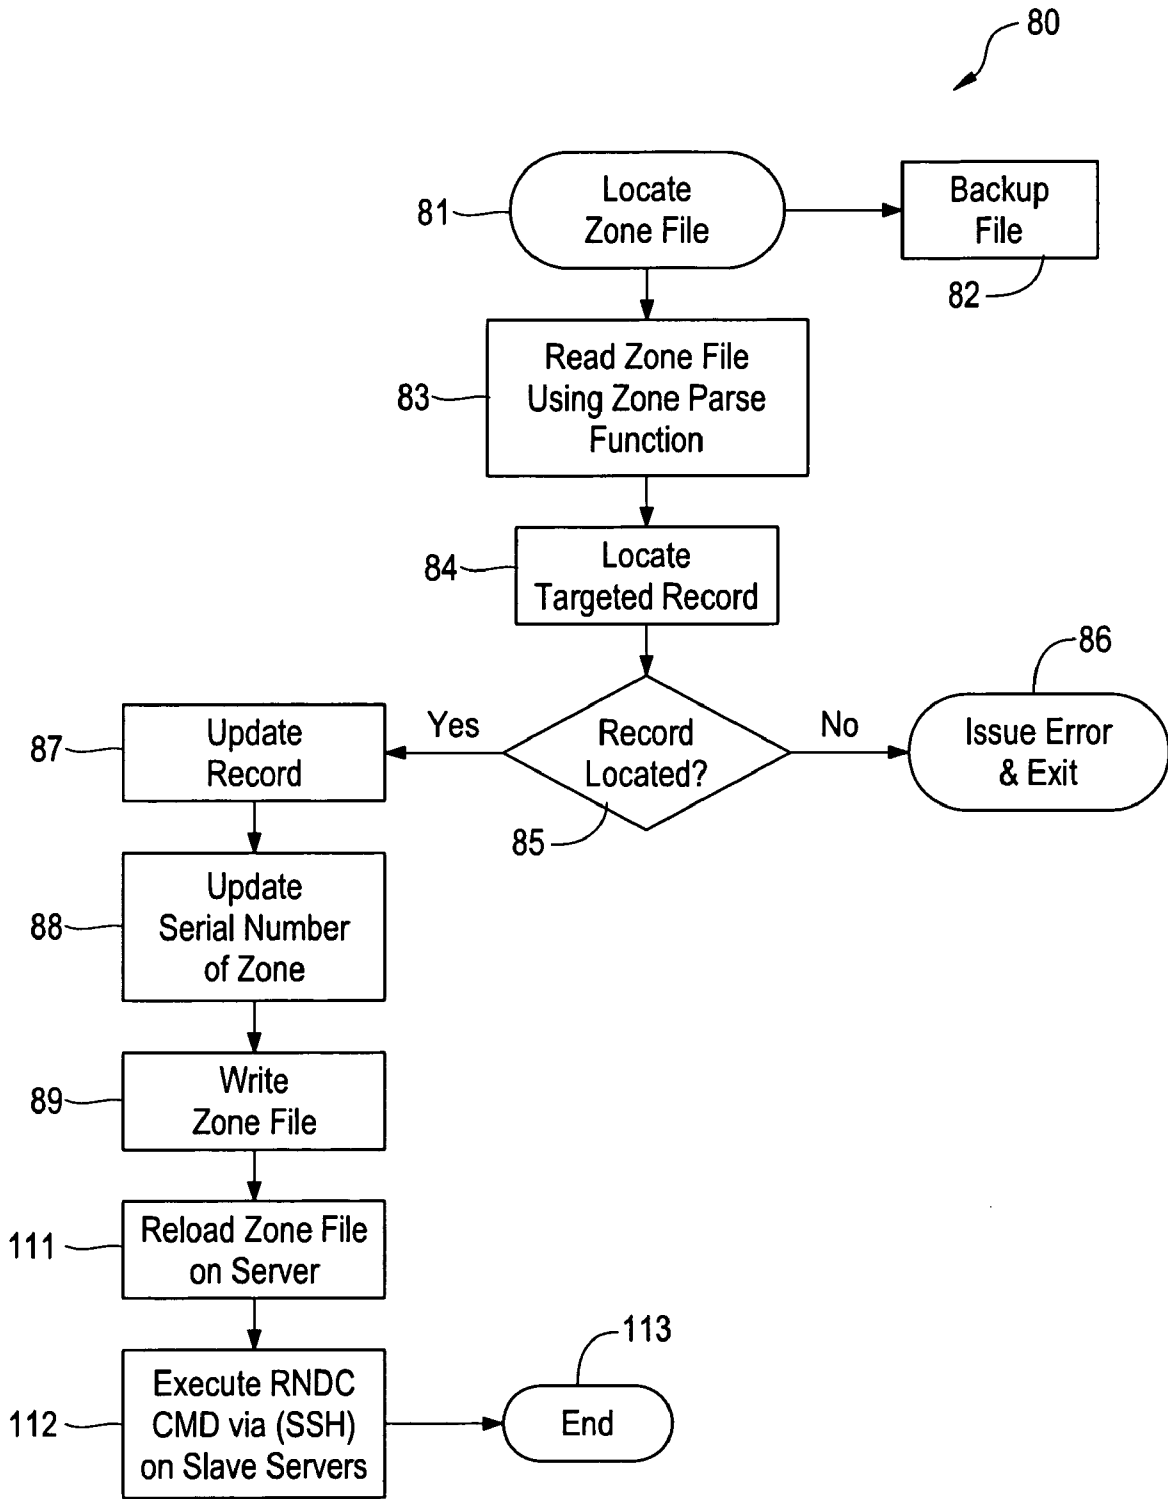 80
81
Locate
Zone File
Backup
File
82
83
Read Zone File
Using Zone Parse
Function
84
Locate
Targeted Record
86
87
Update
Record
Yes
Record
Located?
No
Issue Error
& Exit
85
88
Update
Serial Number
of Zone
89
Write
Zone File
111
Reload Zone File
on Server
113
112
Execute RNDC
CMD via (SSH)
on Slave Servers
End